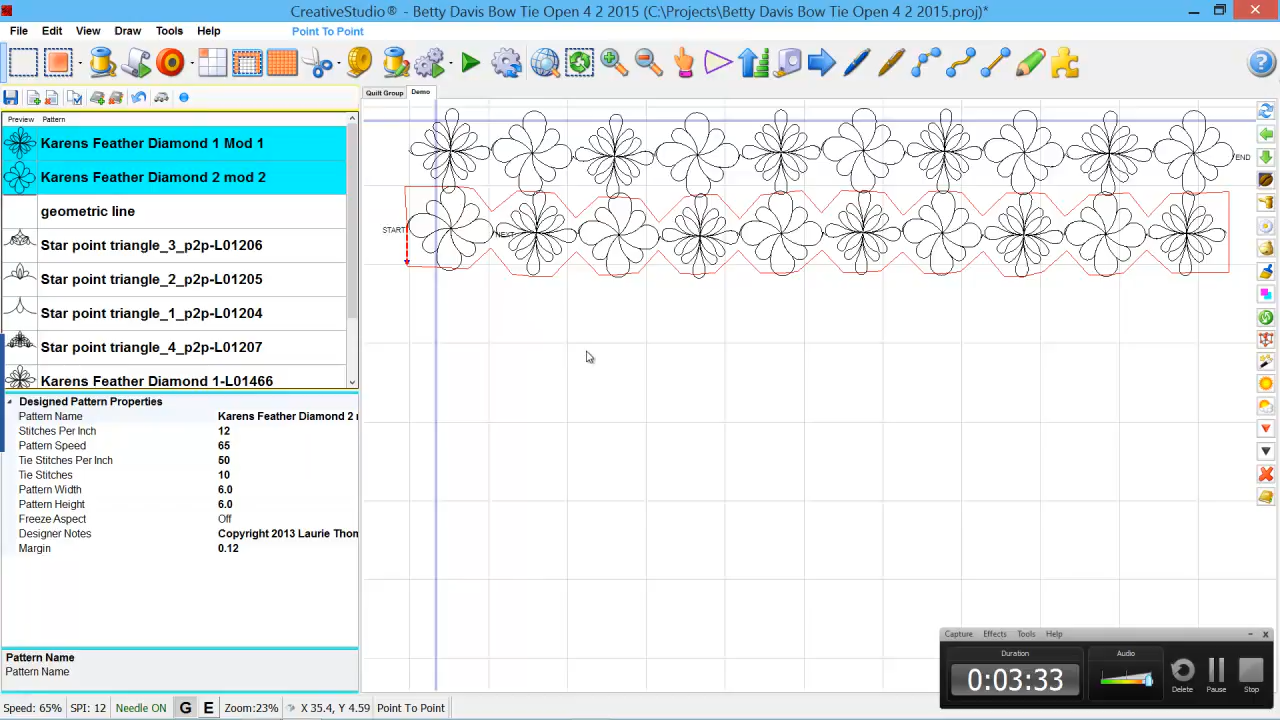 CreativeStudio® - Betty Davis Bow Tie Open 4 2 2015 (C:\Projects\Betty Davis Bow Tie Open 4 2 2015.proj)*
File Edit View Draw Tools Help Point To Point
Quilt Group Demo
Preview Pattern
Karens Feather Diamond 1 Mod 1
Karens Feather Diamond 2 mod 2
geometric line
Star point triangle_3_p2p-L01206
Star point triangle_2_p2p-L01205
Star point triangle_1_p2p-L01204
Star point triangle_4_p2p-L01207
Karens Feather Diamond 1-L01466
END
START
NEXT
Designed Pattern Properties
Pattern Name Karens Feather Diamond 2 r
Stitches Per Inch 12
Pattern Speed 65
Tie Stitches Per Inch 50
Tie Stitches 10
Pattern Width 6.0
Pattern Height 6.0
Freeze Aspect Off
Designer Notes Copyright 2013 Laurie Thon
Margin 0.12
Pattern Name
Pattern Name
Capture Effects Tools Help
Duration Audio
0:03:33
Delete Pause Stop
Speed: 65% SPI: 12 Needle ON G E Zoom:23% X 35.4, Y 4.59 Point To Point